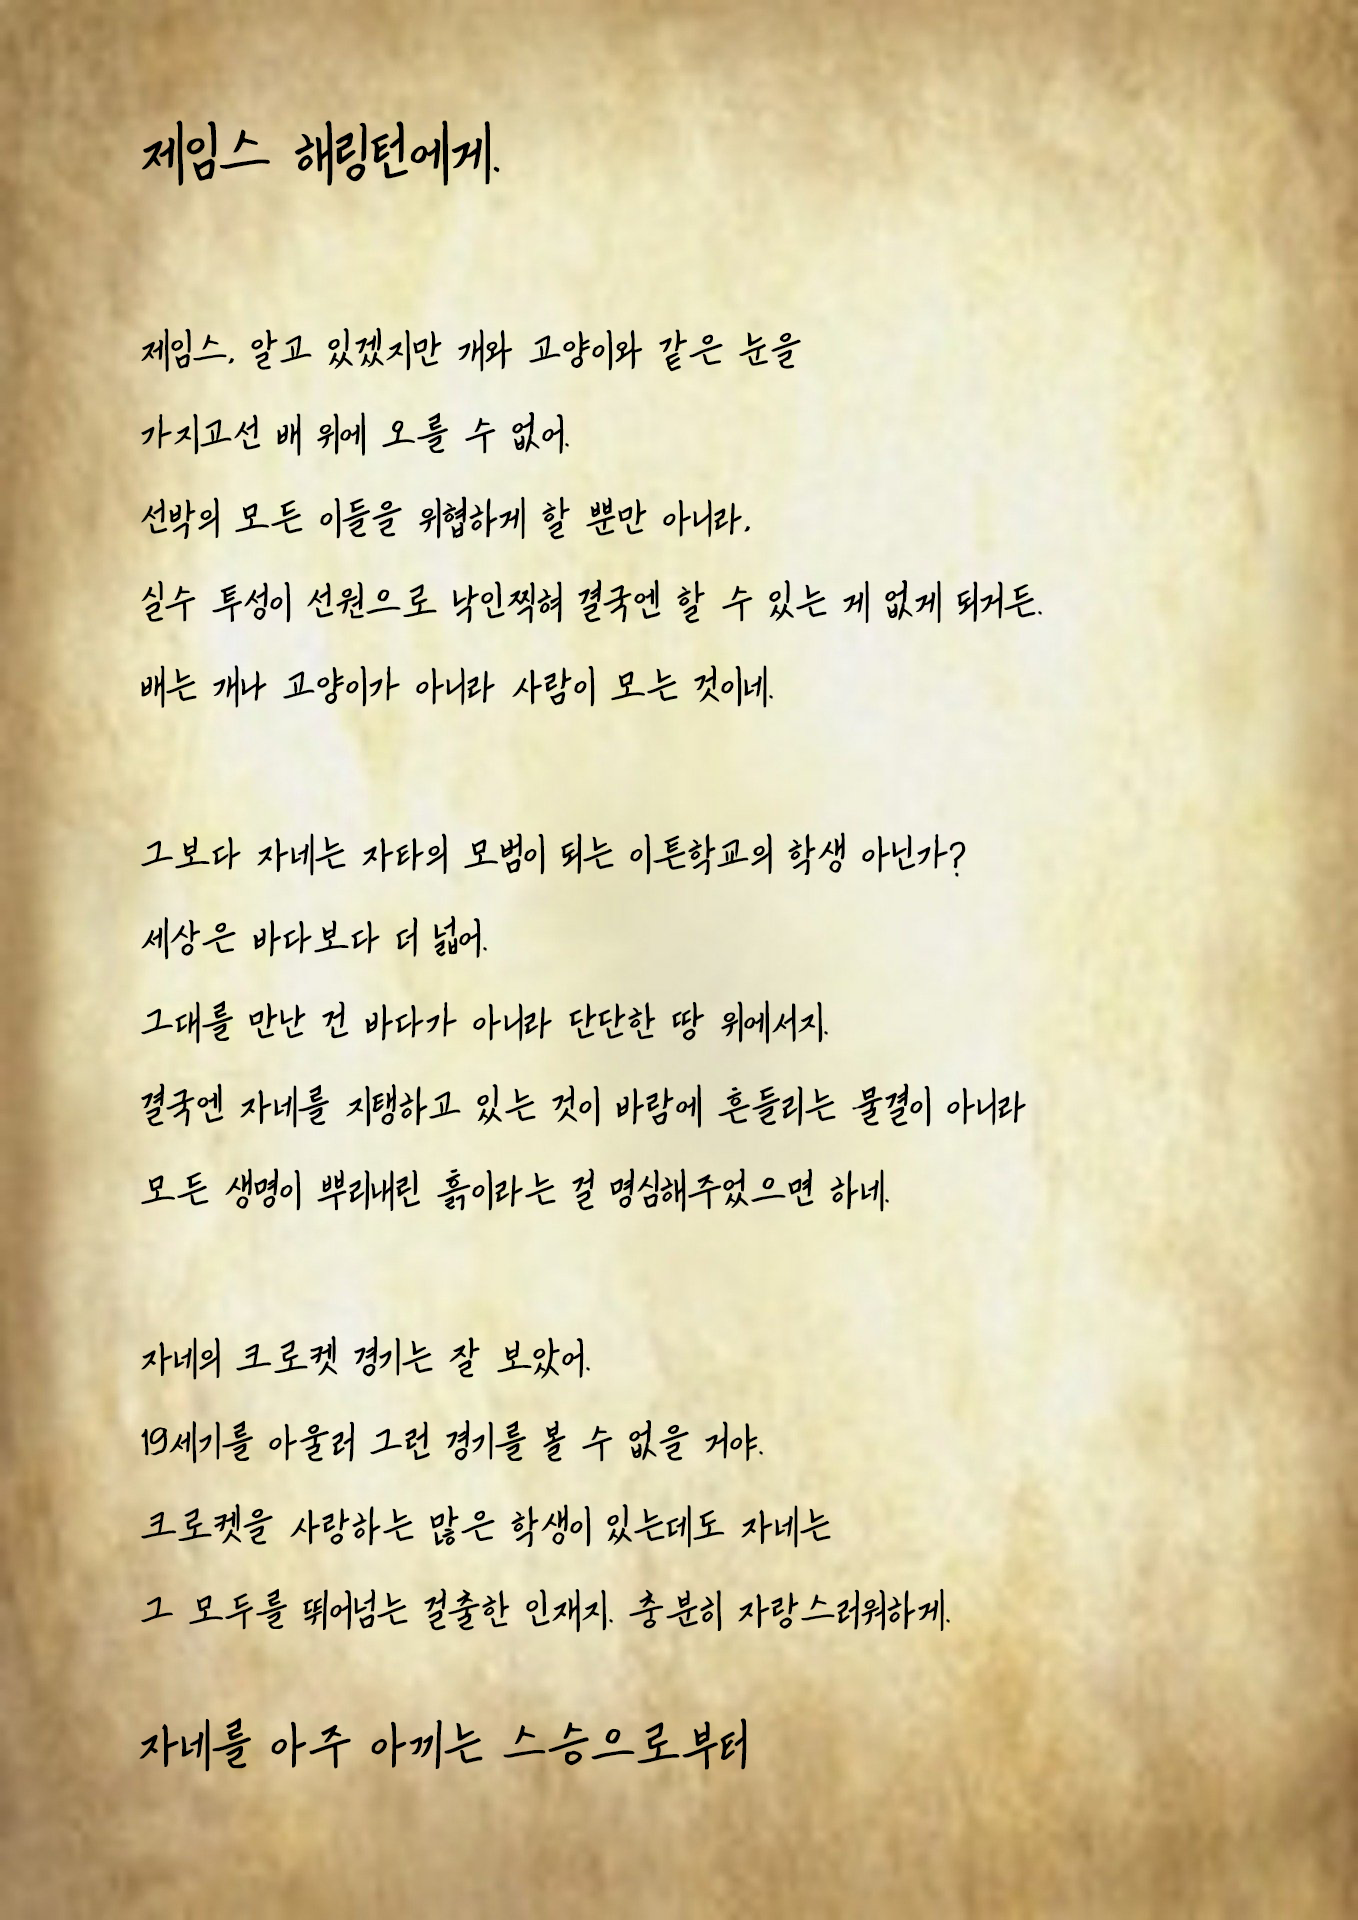 제임스 해링턴에게.
제임스, 알고 있겠지만 개와 고양이와 같은 눈을
가지고선 배 위에 오를 수 없어.
선박의 모든 이들을 위협하게 할 뿐만 아니라,
실수 투성이 선원으로 낙인찍혀 결국엔 할 수 있는 게 없게 되거든.
배는 개나 고양이가 아니라 사람이 모는 것이네.
그보다 자네는 자타의 모범이 되는 이튼학교의 학생 아닌가?
세상은 바다보다 더 넓어.
그대를 만난 건 바다가 아니라 단단한 땅 위에서지.
결국엔 자네를 지탱하고 있는 것이 바람에 흔들리는 물결이 아니라
모든 생명이 뿌리내린 흙이라는 걸 명심해주었으면 하네.
자네의 크로켓 경기는 잘 보았어.
19세기를 아울러 그런 경기를 볼 수 없을 거야.
크로켓을 사랑하는 많은 학생이 있는데도 자네는
그 모두를 뛰어넘는 걸출한 인재지. 충분히 자랑스러워하게.
자네를 아주 아끼는 스승으로부터